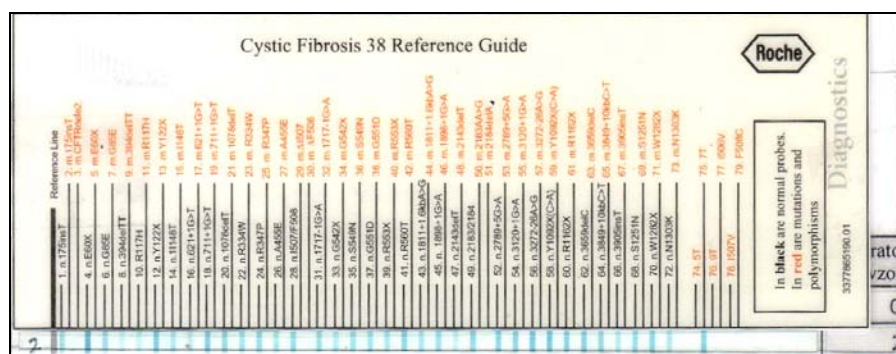 Cystic Fibrosis 38 Reference Guide
Roche
Diagnostics
Reference Line
1. n.175insT
2. m.175insT
3. m.CFTRdele2
4. n.E60X
5. m.E60X
6. n.G85E
7. m.G85E
8. n.394delTT
9. m.394delTT
10. n.R117H
11. m.R117H
12. n.Y122X
13. m.Y122X
14. n.I148T
15. m.I148T
16. n.621+1G>T
17. m.621+1G>T
18. n.711+1G>T
19. m.711+1G>T
20. n.1078delT
21. m.1078delT
22. n.R334W
23. m.R334W
24. n.R347P
25. m.R347P
26. n.A455E
27. m.A455E
28. n.I507/F508
29. m.Δ I507
30. m.Δ F508
31. n.1717-1G>A
32. m.1717-1G>A
33. n.G542X
34. m.G542X
35. n.S549N
36. m.S549N
37. n.G551D
38. m.G551D
39. n.R553X
40. m.R553X
41. n.R560T
42. m.R560T
43. n.1811+1.6kbA>G
44. m.1811+1.6kbA>G
45. n.1898+1G>A
46. m.1898+1G>A
47. n.2143delT
48. m.2143delT
49. n.2183/2184
50. m.2183AA>G
51. m.2184delA
52. n.2789+5G>A
53. m.2789+5G>A
54. n.3120+1G>A
55. m.3120+1G>A
56. n.3272-26A>G
57. m.3272-26A>G
58. n.Y1092X(C>A)
59. m.Y1092X(C>A)
60. n.R1162X
61. m.R1162X
62. n.3659delC
63. m.3659delC
64. n.3849+10kbC>T
65. m.3849+10kbC>T
66. n.3905insT
67. m.3905insT
68. n.S1251N
69. m.S1251N
70. n.W1282X
71. m.W1282X
72. n.N1303K
73. m.N1303K
74. 5T
75. 7T
76. 9T
77. I506V
78. I507V
79. F508C
In black are normal probes.
In red are mutations and
polymorphisms
3377865190.01
2